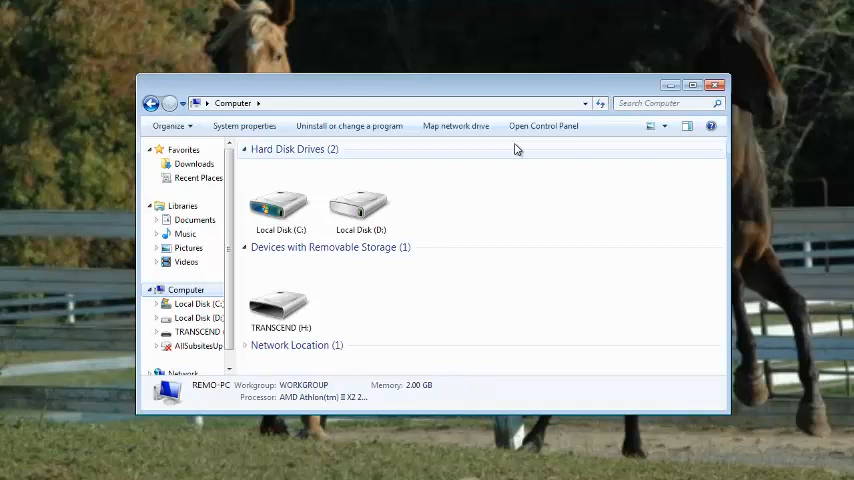 Computer
Search Computer
Organize
System properties
Uninstall or change a program
Map network drive
Open Control Panel
Favorites
Downloads
Recent Places
Libraries
Documents
Music
Pictures
Videos
Computer
Local Disk (C:
Local Disk (D:
TRANSCEND
AllSubsitesUp
Network
Hard Disk Drives (2)
Local Disk (C:)
Local Disk (D:)
Devices with Removable Storage (1)
TRANSCEND (H:)
Network Location (1)
REMO-PC Workgroup: WORKGROUP Memory: 2.00 GB
Processor: AMD Athlon(tm) II X2 2...